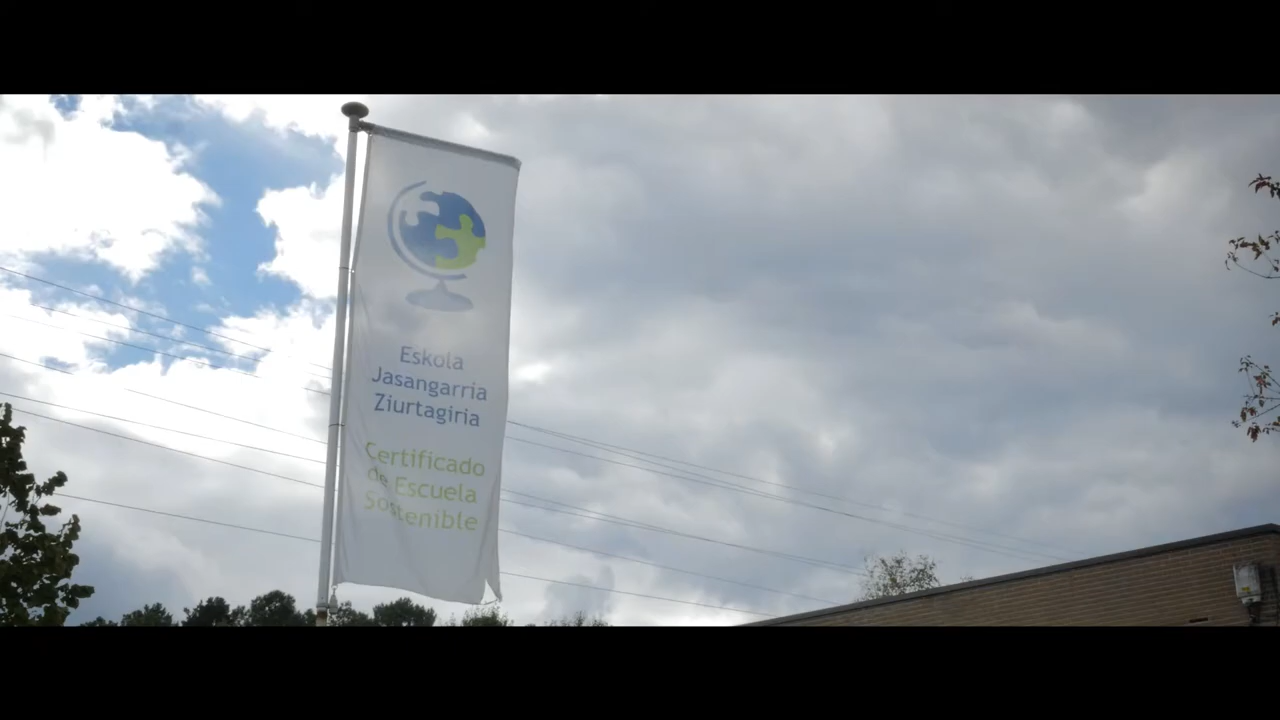 Eskola
Jasangarria
Ziurtagiria
Certificado
de Escuela
Sostenible